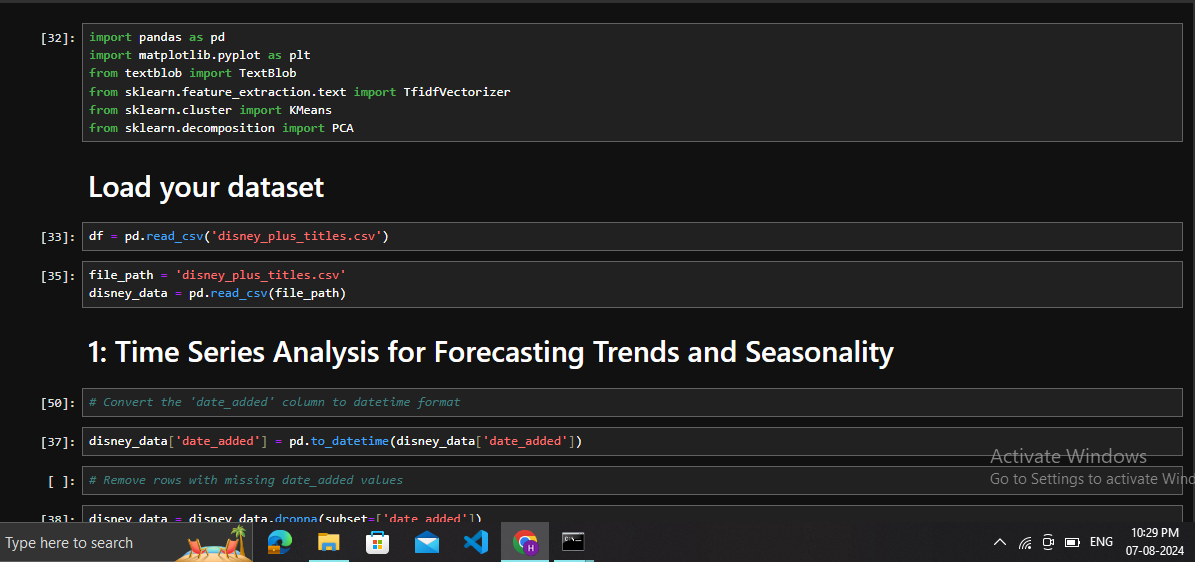 [32]:
import pandas as pd
import matplotlib.pyplot as plt
from textblob import TextBlob
from sklearn.feature_extraction.text import TfidfVectorizer
from sklearn.cluster import KMeans
from sklearn.decomposition import PCA
Load your dataset
[33]: df = pd.read_csv('disney_plus_titles.csv')
[35]: file_path = 'disney_plus_titles.csv'
disney_data = pd.read_csv(file_path)
1: Time Series Analysis for Forecasting Trends and Seasonality
[50]: # Convert the 'date_added' column to datetime format
[37]: disney_data['date_added'] = pd.to_datetime(disney_data['date_added'])
Activate Windows
[ ]: # Remove rows with missing date_added values
Go to Settings to activate Wind
[38]: disney_data = disney_data.dropna(subset=['date_added'])
Type here to search
H
C:\
ENG
10:29 PM
07-08-2024